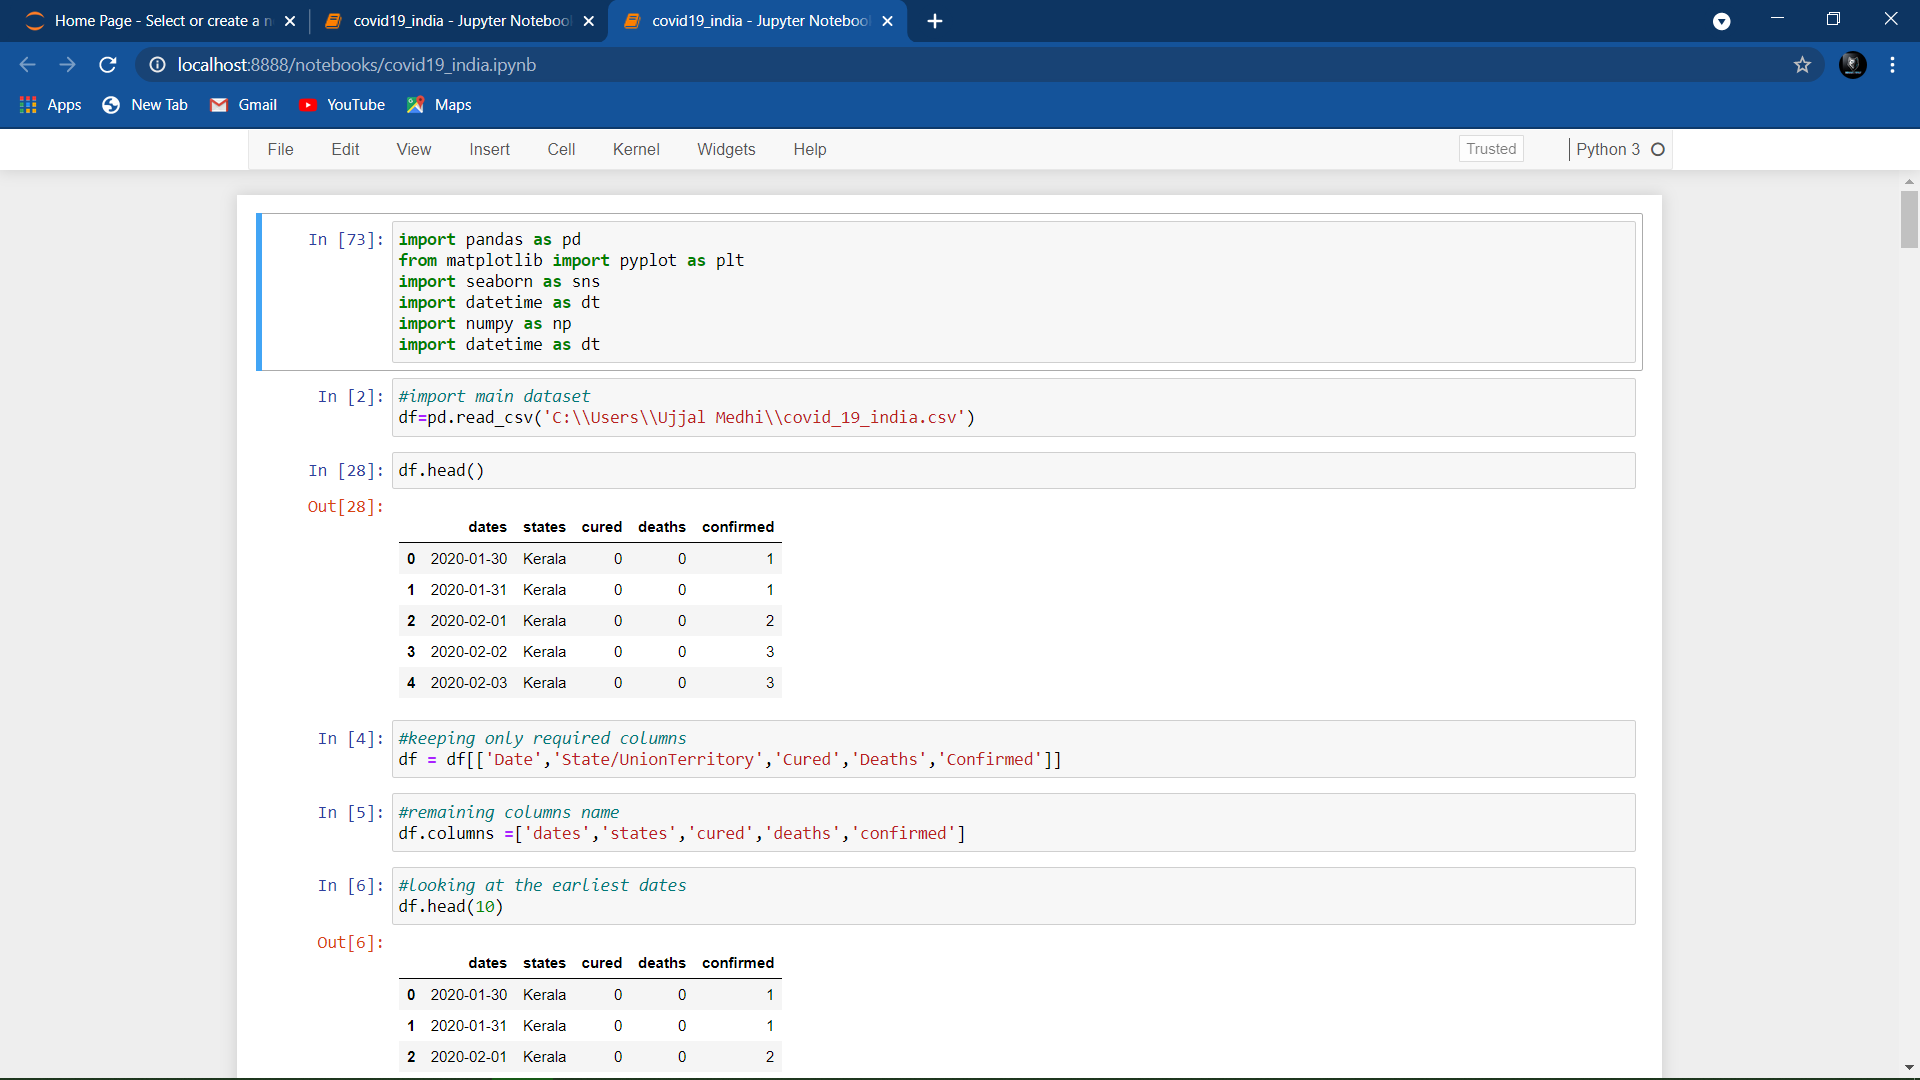 Home Page - Select or create a n
covid19_india - Jupyter Noteboo
covid19_india - Jupyter Noteboo
localhost:8888/notebooks/covid19_india.ipynb
Apps New Tab Gmail YouTube Maps
File Edit View Insert Cell Kernel Widgets Help Trusted Python 3
In [73]: import pandas as pd
from matplotlib import pyplot as plt
import seaborn as sns
import datetime as dt
import numpy as np
import datetime as dt
In [2]: #import main dataset
df=pd.read_csv('C:\\Users\\Ujjal Medhi\\covid_19_india.csv')
In [28]: df.head()
Out[28]:
dates states cured deaths confirmed
0 2020-01-30 Kerala 0 0 1
1 2020-01-31 Kerala 0 0 1
2 2020-02-01 Kerala 0 0 2
3 2020-02-02 Kerala 0 0 3
4 2020-02-03 Kerala 0 0 3
In [4]: #keeping only required columns
df = df[['Date','State/UnionTerritory','Cured','Deaths','Confirmed']]
In [5]: #remaining columns name
df.columns =['dates','states','cured','deaths','confirmed']
In [6]: #looking at the earliest dates
df.head(10)
Out[6]:
dates states cured deaths confirmed
0 2020-01-30 Kerala 0 0 1
1 2020-01-31 Kerala 0 0 1
2 2020-02-01 Kerala 0 0 2